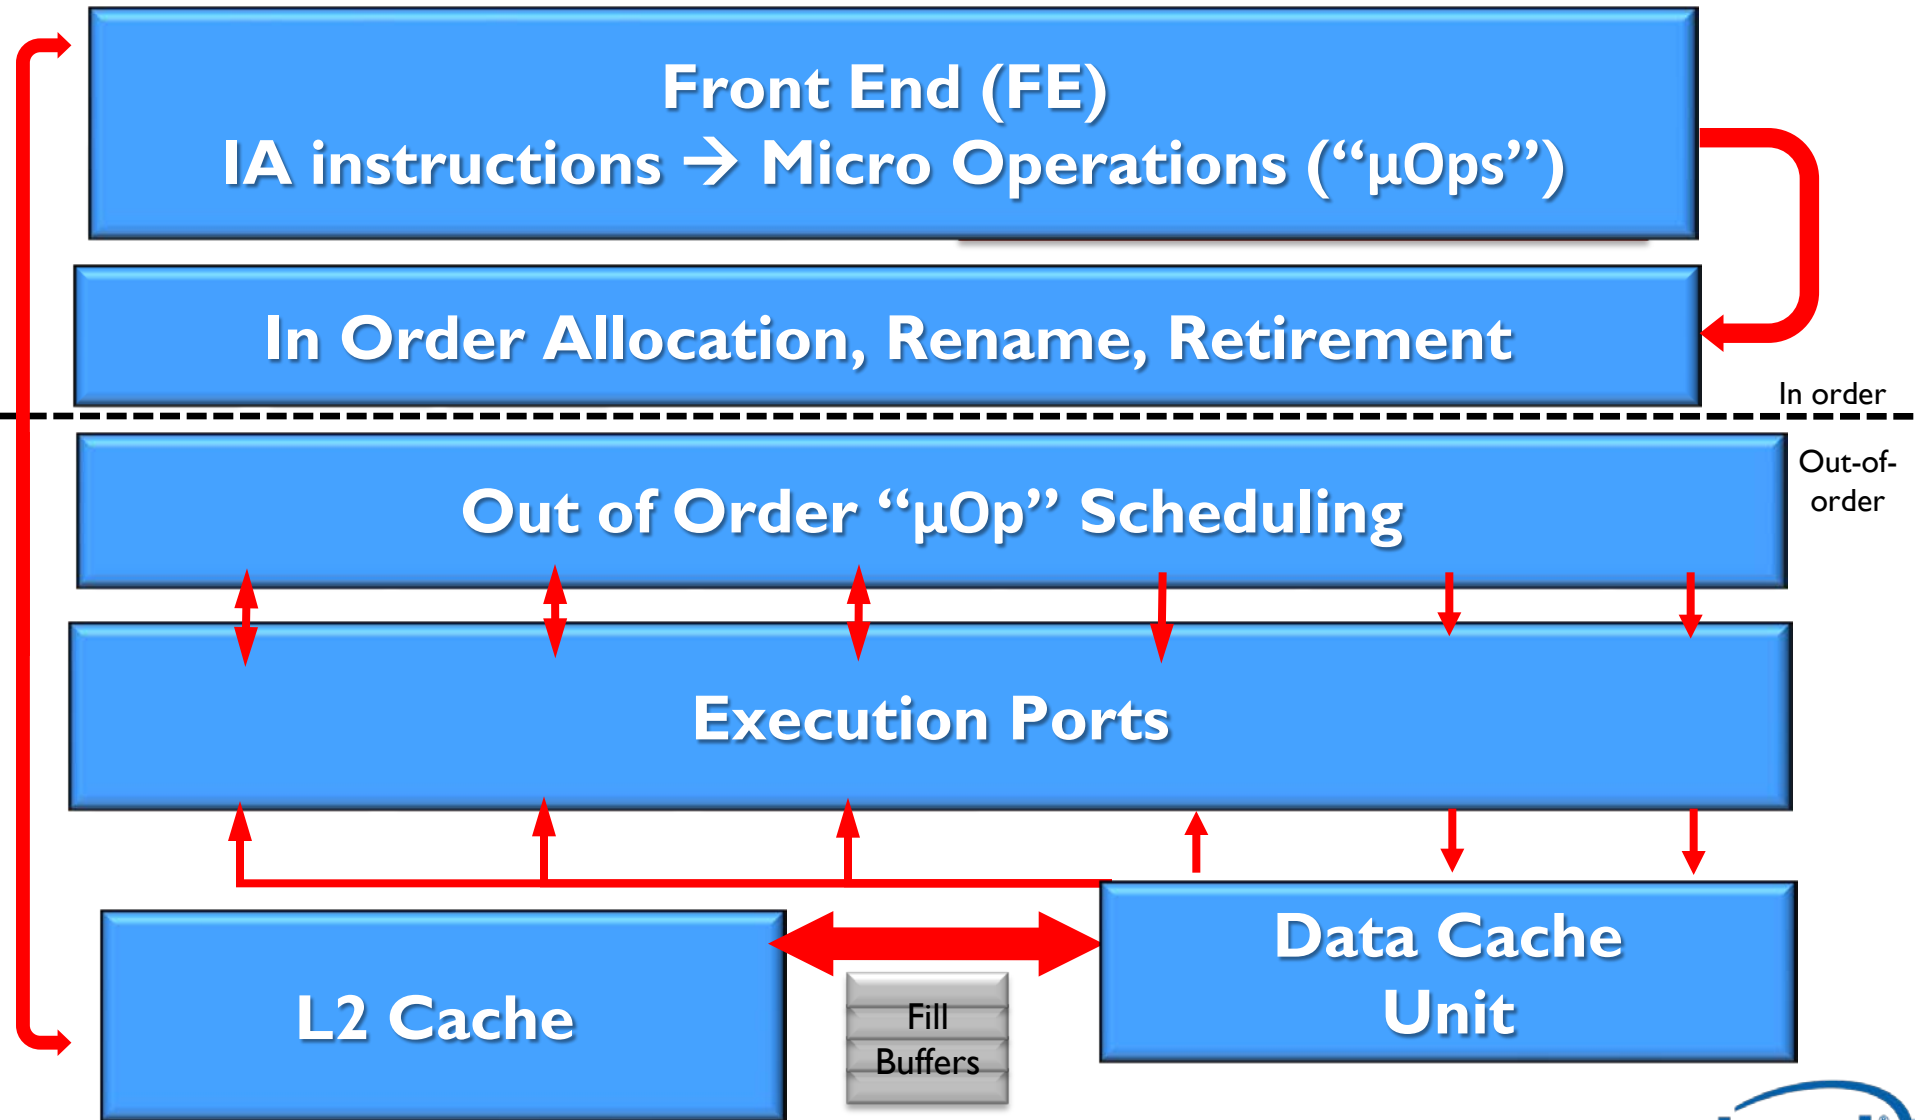 Front End (FE)
IA instructions → Micro Operations (“µOps”)
In Order Allocation, Rename, Retirement
In order
Out-of-
order
Out of Order “µOp” Scheduling
Execution Ports
Data Cache
Unit
L2 Cache
Fill
Buffers